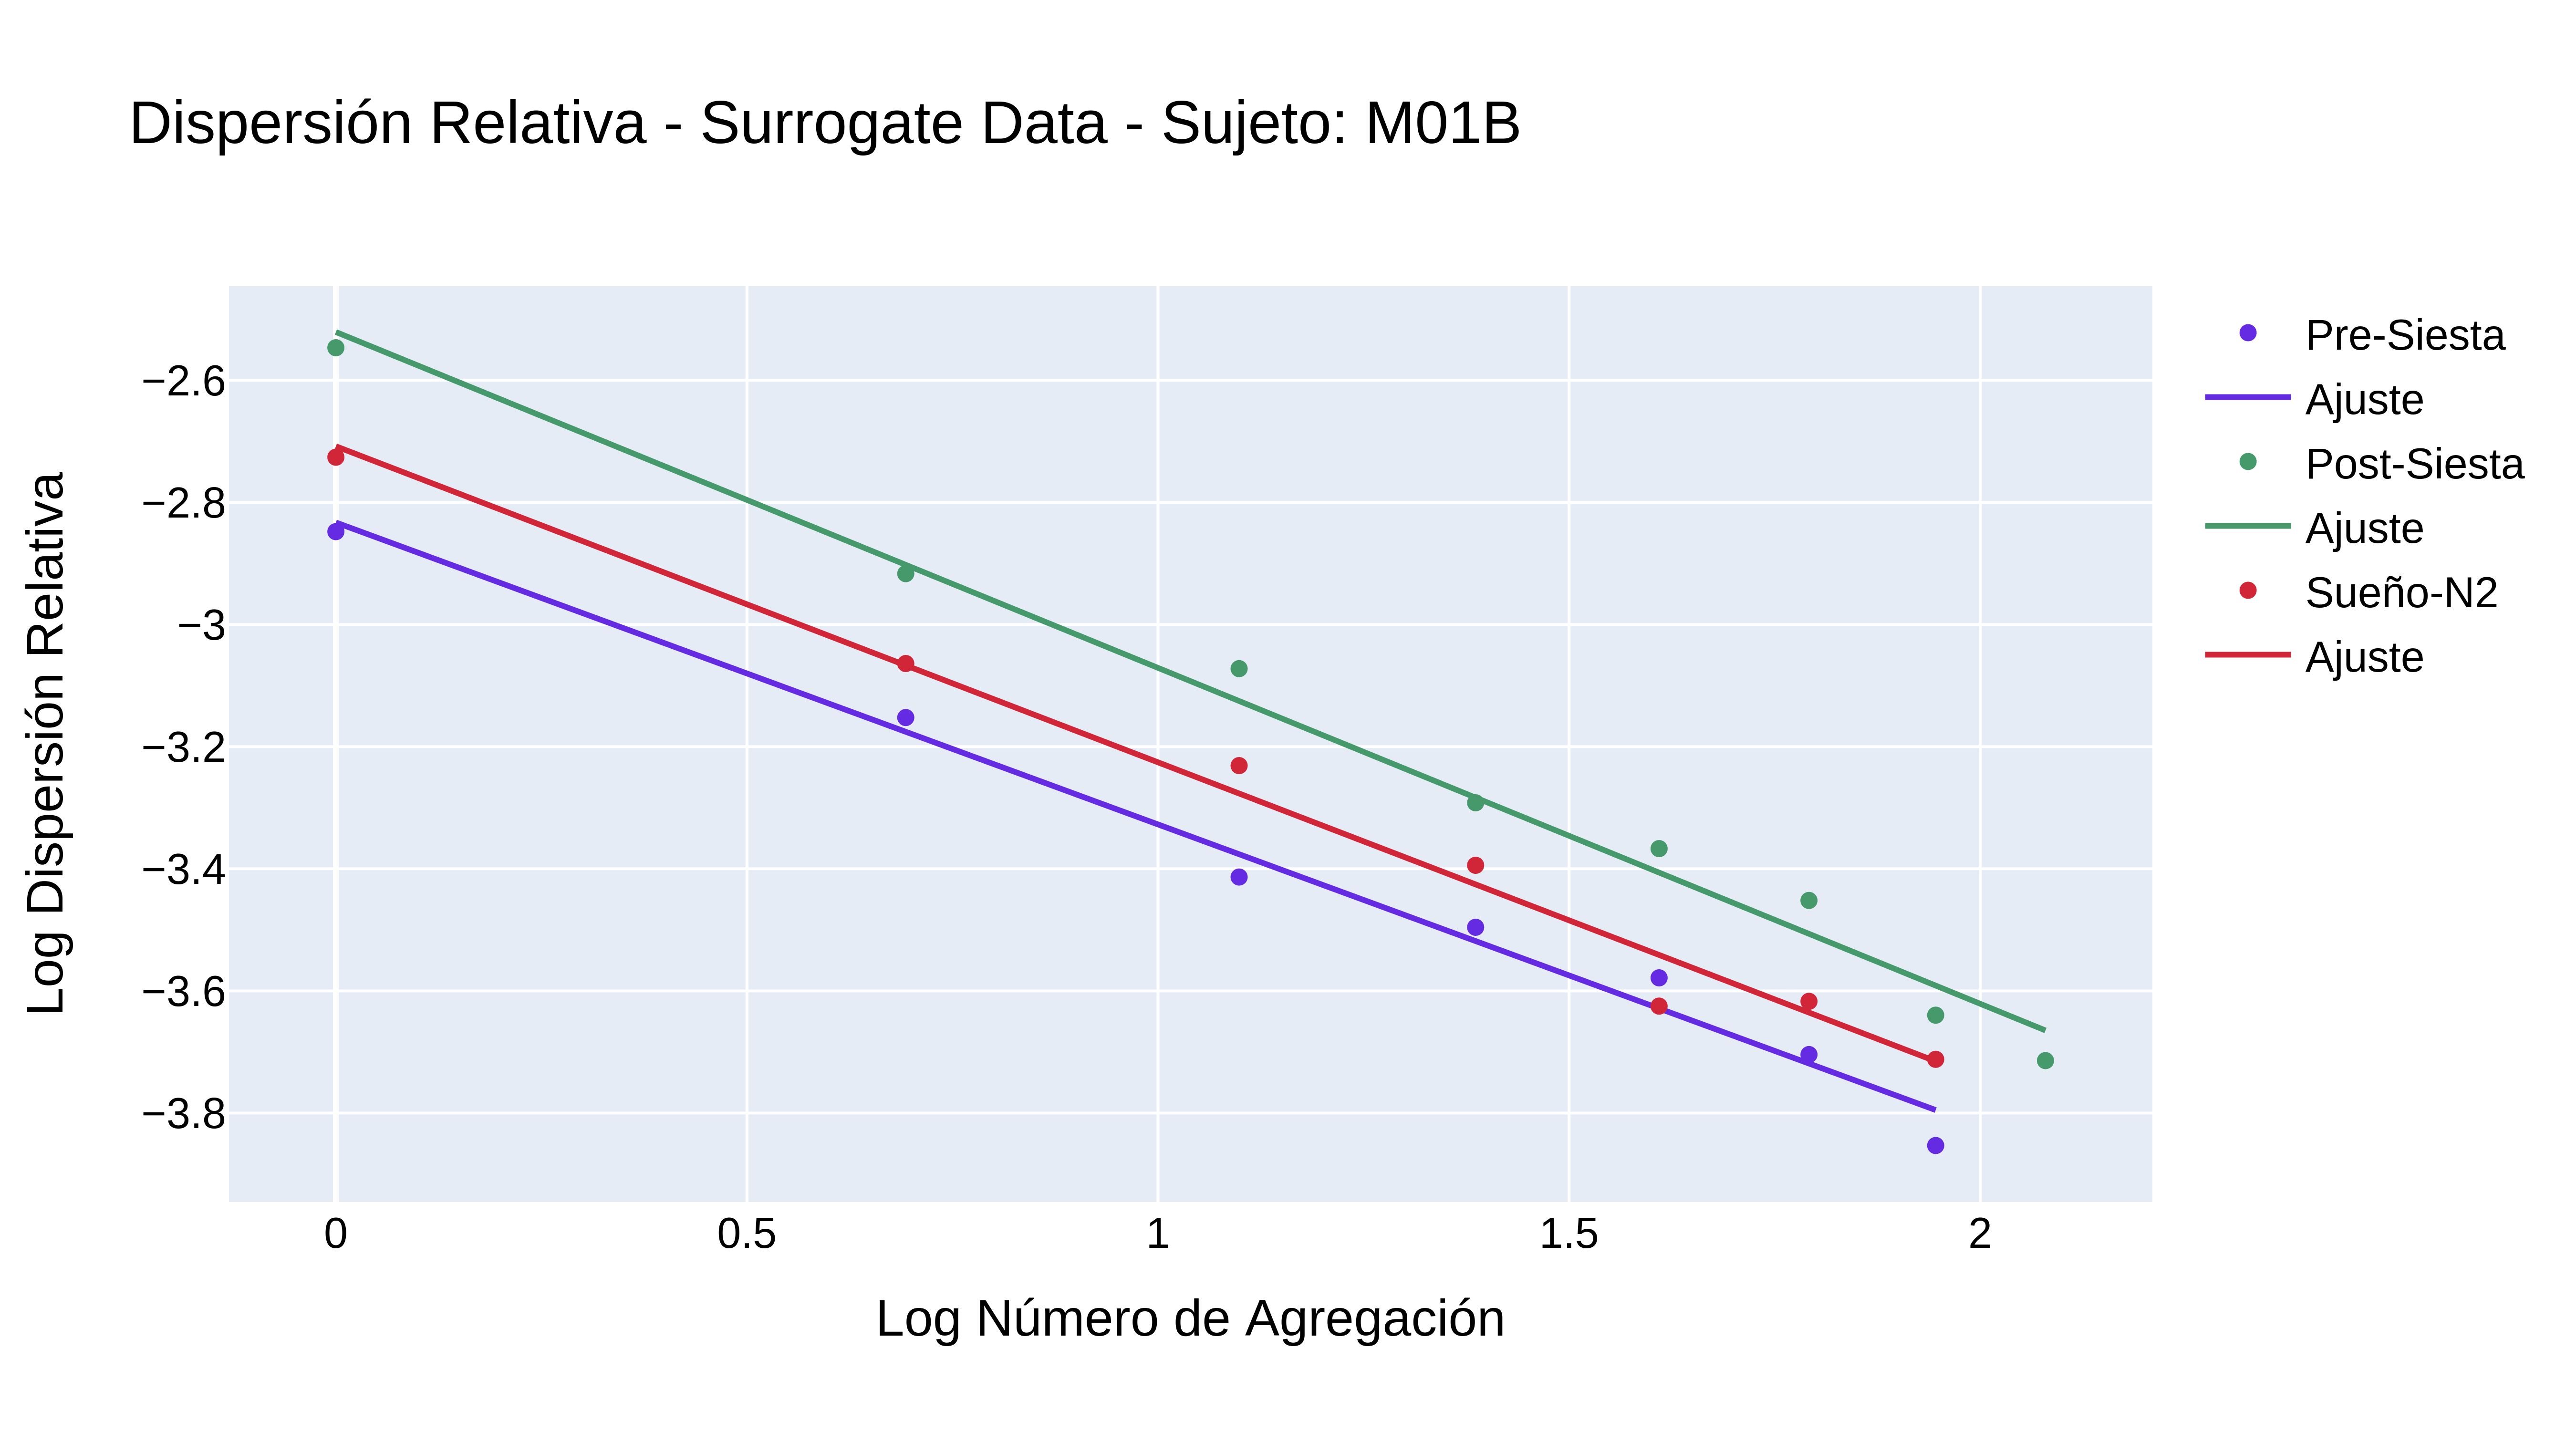 Dispersión Relativa - Surrogate Data - Sujeto: M01B
Log Dispersión Relativa
−2.6
−2.8
−3
−3.2
−3.4
−3.6
−3.8
0
0.5
1
1.5
2
Log Número de Agregación
Pre-Siesta
Ajuste
Post-Siesta
Ajuste
Sueño-N2
Ajuste